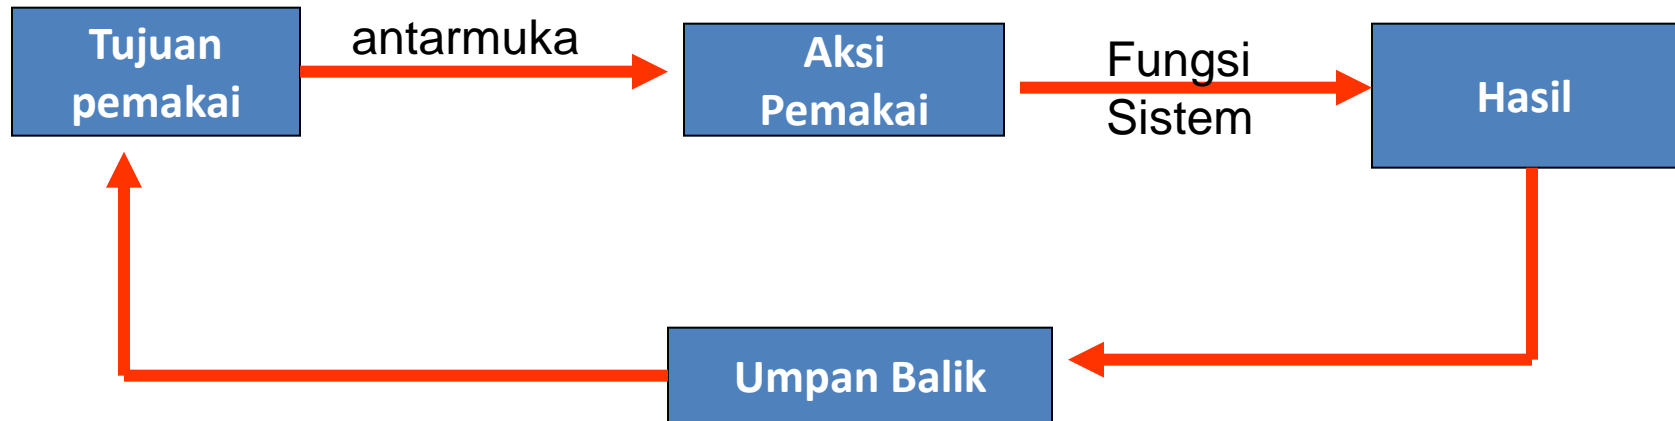 Tujuan
pemakai
antarmuka
Aksi
Pemakai
Fungsi
Sistem
Hasil
Umpan Balik